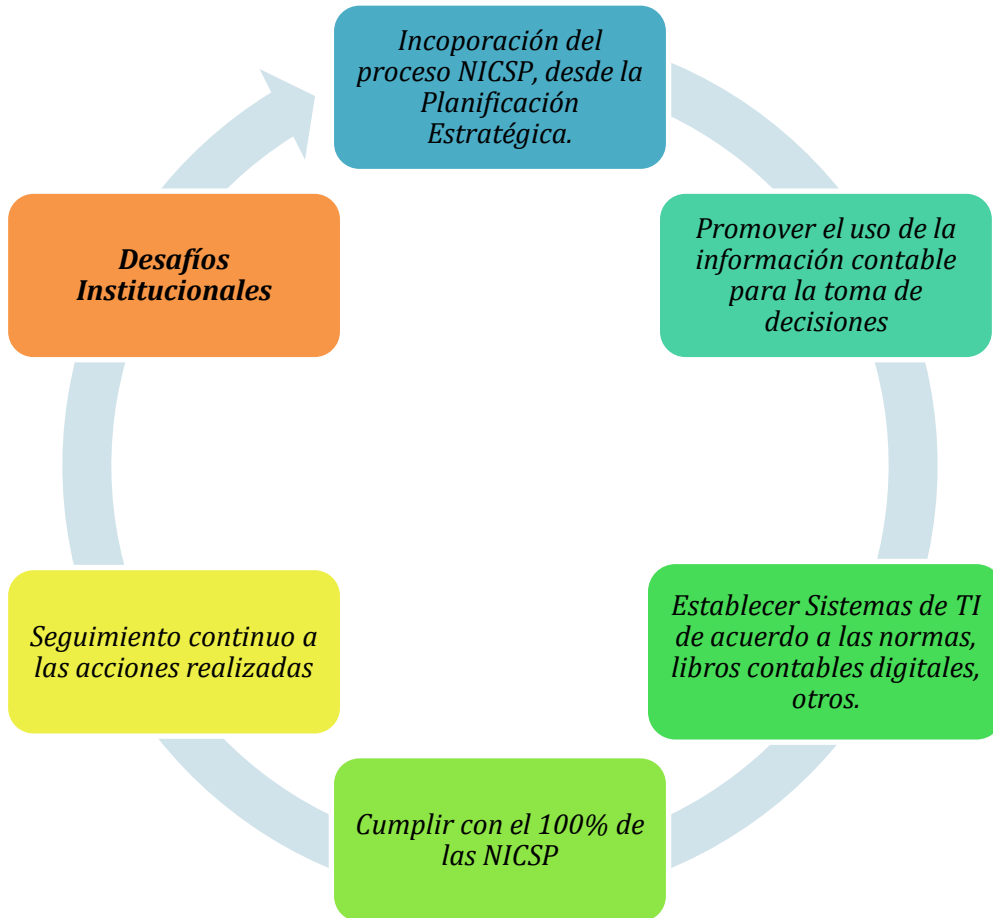 Incoporación del
proceso NICSP, desde la
Planificación
Estratégica.
Promover el uso de la
información contable
para la toma de
decisiones
Establecer Sistemas de TI
de acuerdo a las normas,
libros contables digitales,
otros.
Cumplir con el 100% de
las NICSP
Seguimiento continuo a
las acciones realizadas
Desafíos
Institucionales